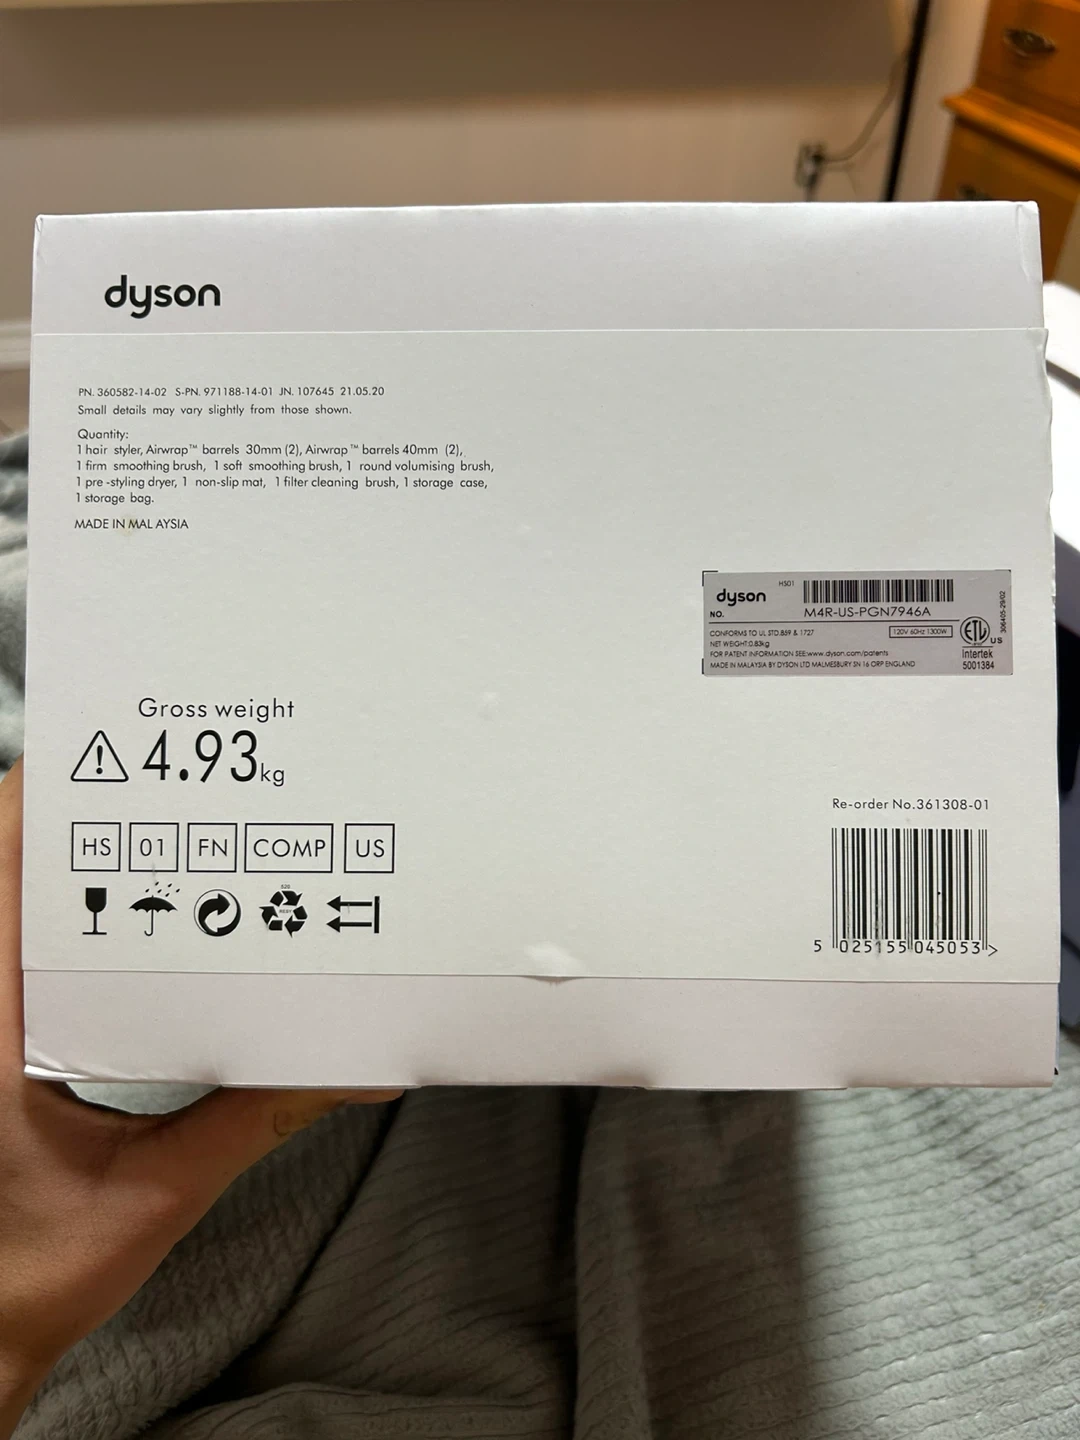 dyson
PN. 360582-14-02 S-PN. 971188-14-01 JN. 107645 21.05.20
Small details may vary slightly from those shown.
Quantity:
1 hair styler, Airwrap™ barrels 30mm (2), Airwrap™ barrels 40mm (2),
1 firm smoothing brush, 1 soft smoothing brush, 1 round volumising brush,
1 pre-styling dryer, 1 non-slip mat, 1 filter cleaning brush, 1 storage case,
1 storage bag.
MADE IN MAL AYSIA
dyson
HS01
NO.
M4R-US-PGN7946A
CONFORMS TO UL STD.859 & 1727
120V 60Hz 1300W
NET WEIGHT:0.83kg
FOR PATENT INFORMATION SEE:www.dyson.com/patents
MADE IN MALAYSIA BY DYSON LTD MALMESBURY SN 16 ORP ENGLAND
ETL
US
Intertek
5001384
306405-29/02
Gross weight
4.93kg
HS 01 FN COMP US
Re-order No.361308-01
5 025155 045053 >